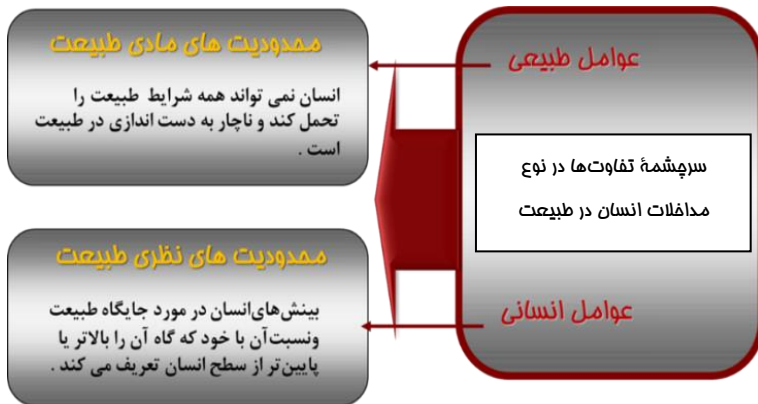 عوامل طبیعی
سرچشمهٔ تفاوت‌ها در نوع
مداخلات انسان در طبیعت
عوامل انسانی
محدودیت های مادی طبیعت
انسان نمی تواند همه شرایط طبیعت را
تحمل کند و ناچار به دست اندازی در طبیعت
است .
محدودیت های نظری طبیعت
بینش‌های‌انسان در مورد جایگاه طبیعت
ونسبت‌آن با خود که گاه آن را بالاتر یا
پایین‌تر از سطح انسان تعریف می کند .